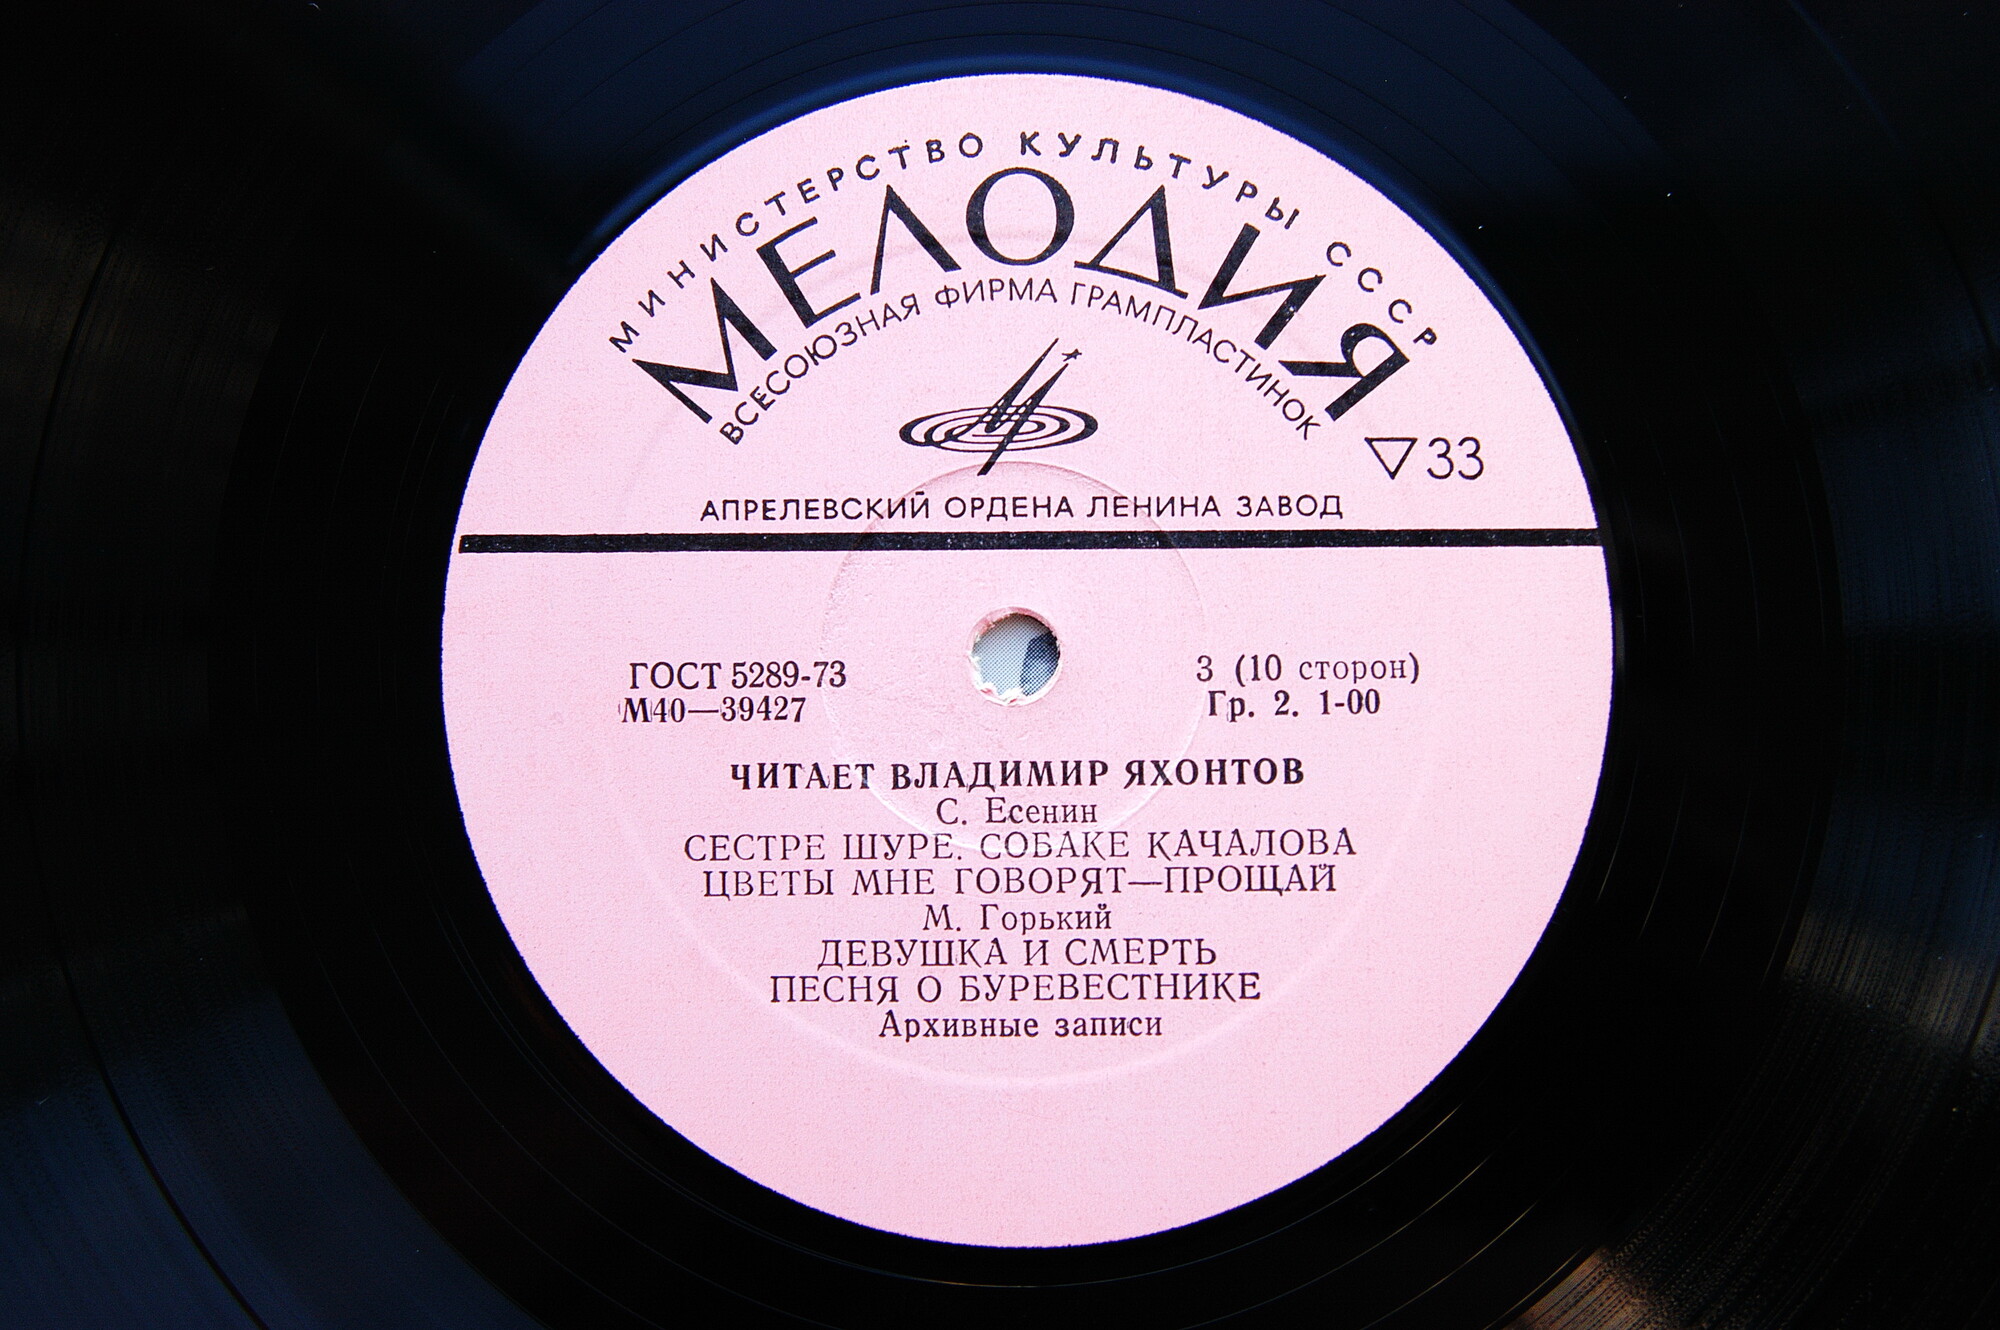 МИНИСТЕРСТВО КУЛЬТУРЫ СССР
МЕЛОДИЯ
ВСЕСОЮЗНАЯ ФИРМА ГРАМПЛАСТИНОК
▽33
АПРЕЛЕВСКИЙ ОРДЕНА ЛЕНИНА ЗАВОД
ГОСТ 5289-73
М40—39427
3 (10 сторон)
Гр. 2. 1-00
ЧИТАЕТ ВЛАДИМИР ЯХОНТОВ
С. Есенин
СЕСТРЕ ШУРЕ. СОБАКЕ КАЧАЛОВА
ЦВЕТЫ МНЕ ГОВОРЯТ—ПРОЩАЙ
М. Горький
ДЕВУШКА И СМЕРТЬ
ПЕСНЯ О БУРЕВЕСТНИКЕ
Архивные записи